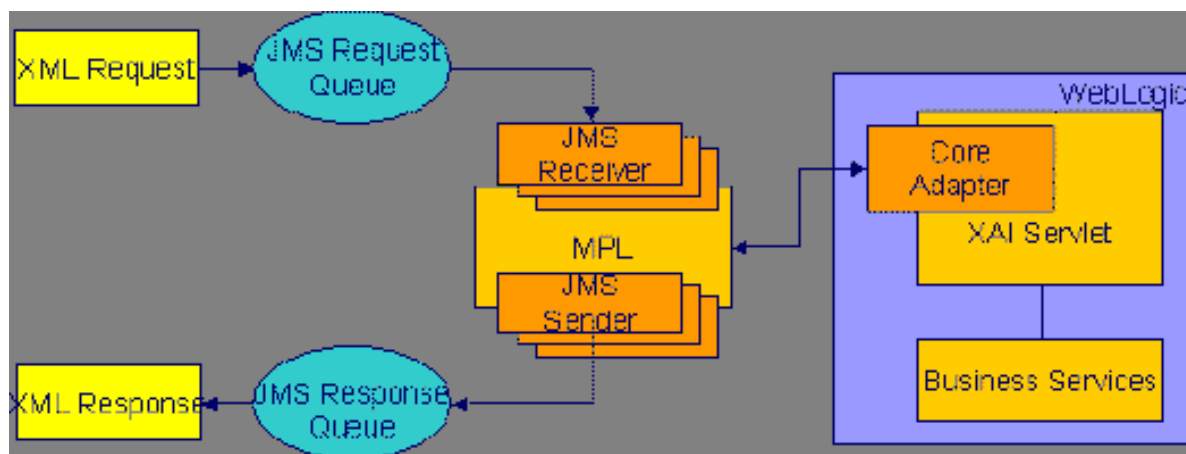 XML Request
JMS Request
Queue
WebLogic
JMS
Receiver
Core
Adapter
XAI Servlet
MPL
JMS
Sender
Business Services
XML Response
JMS Response
Queue